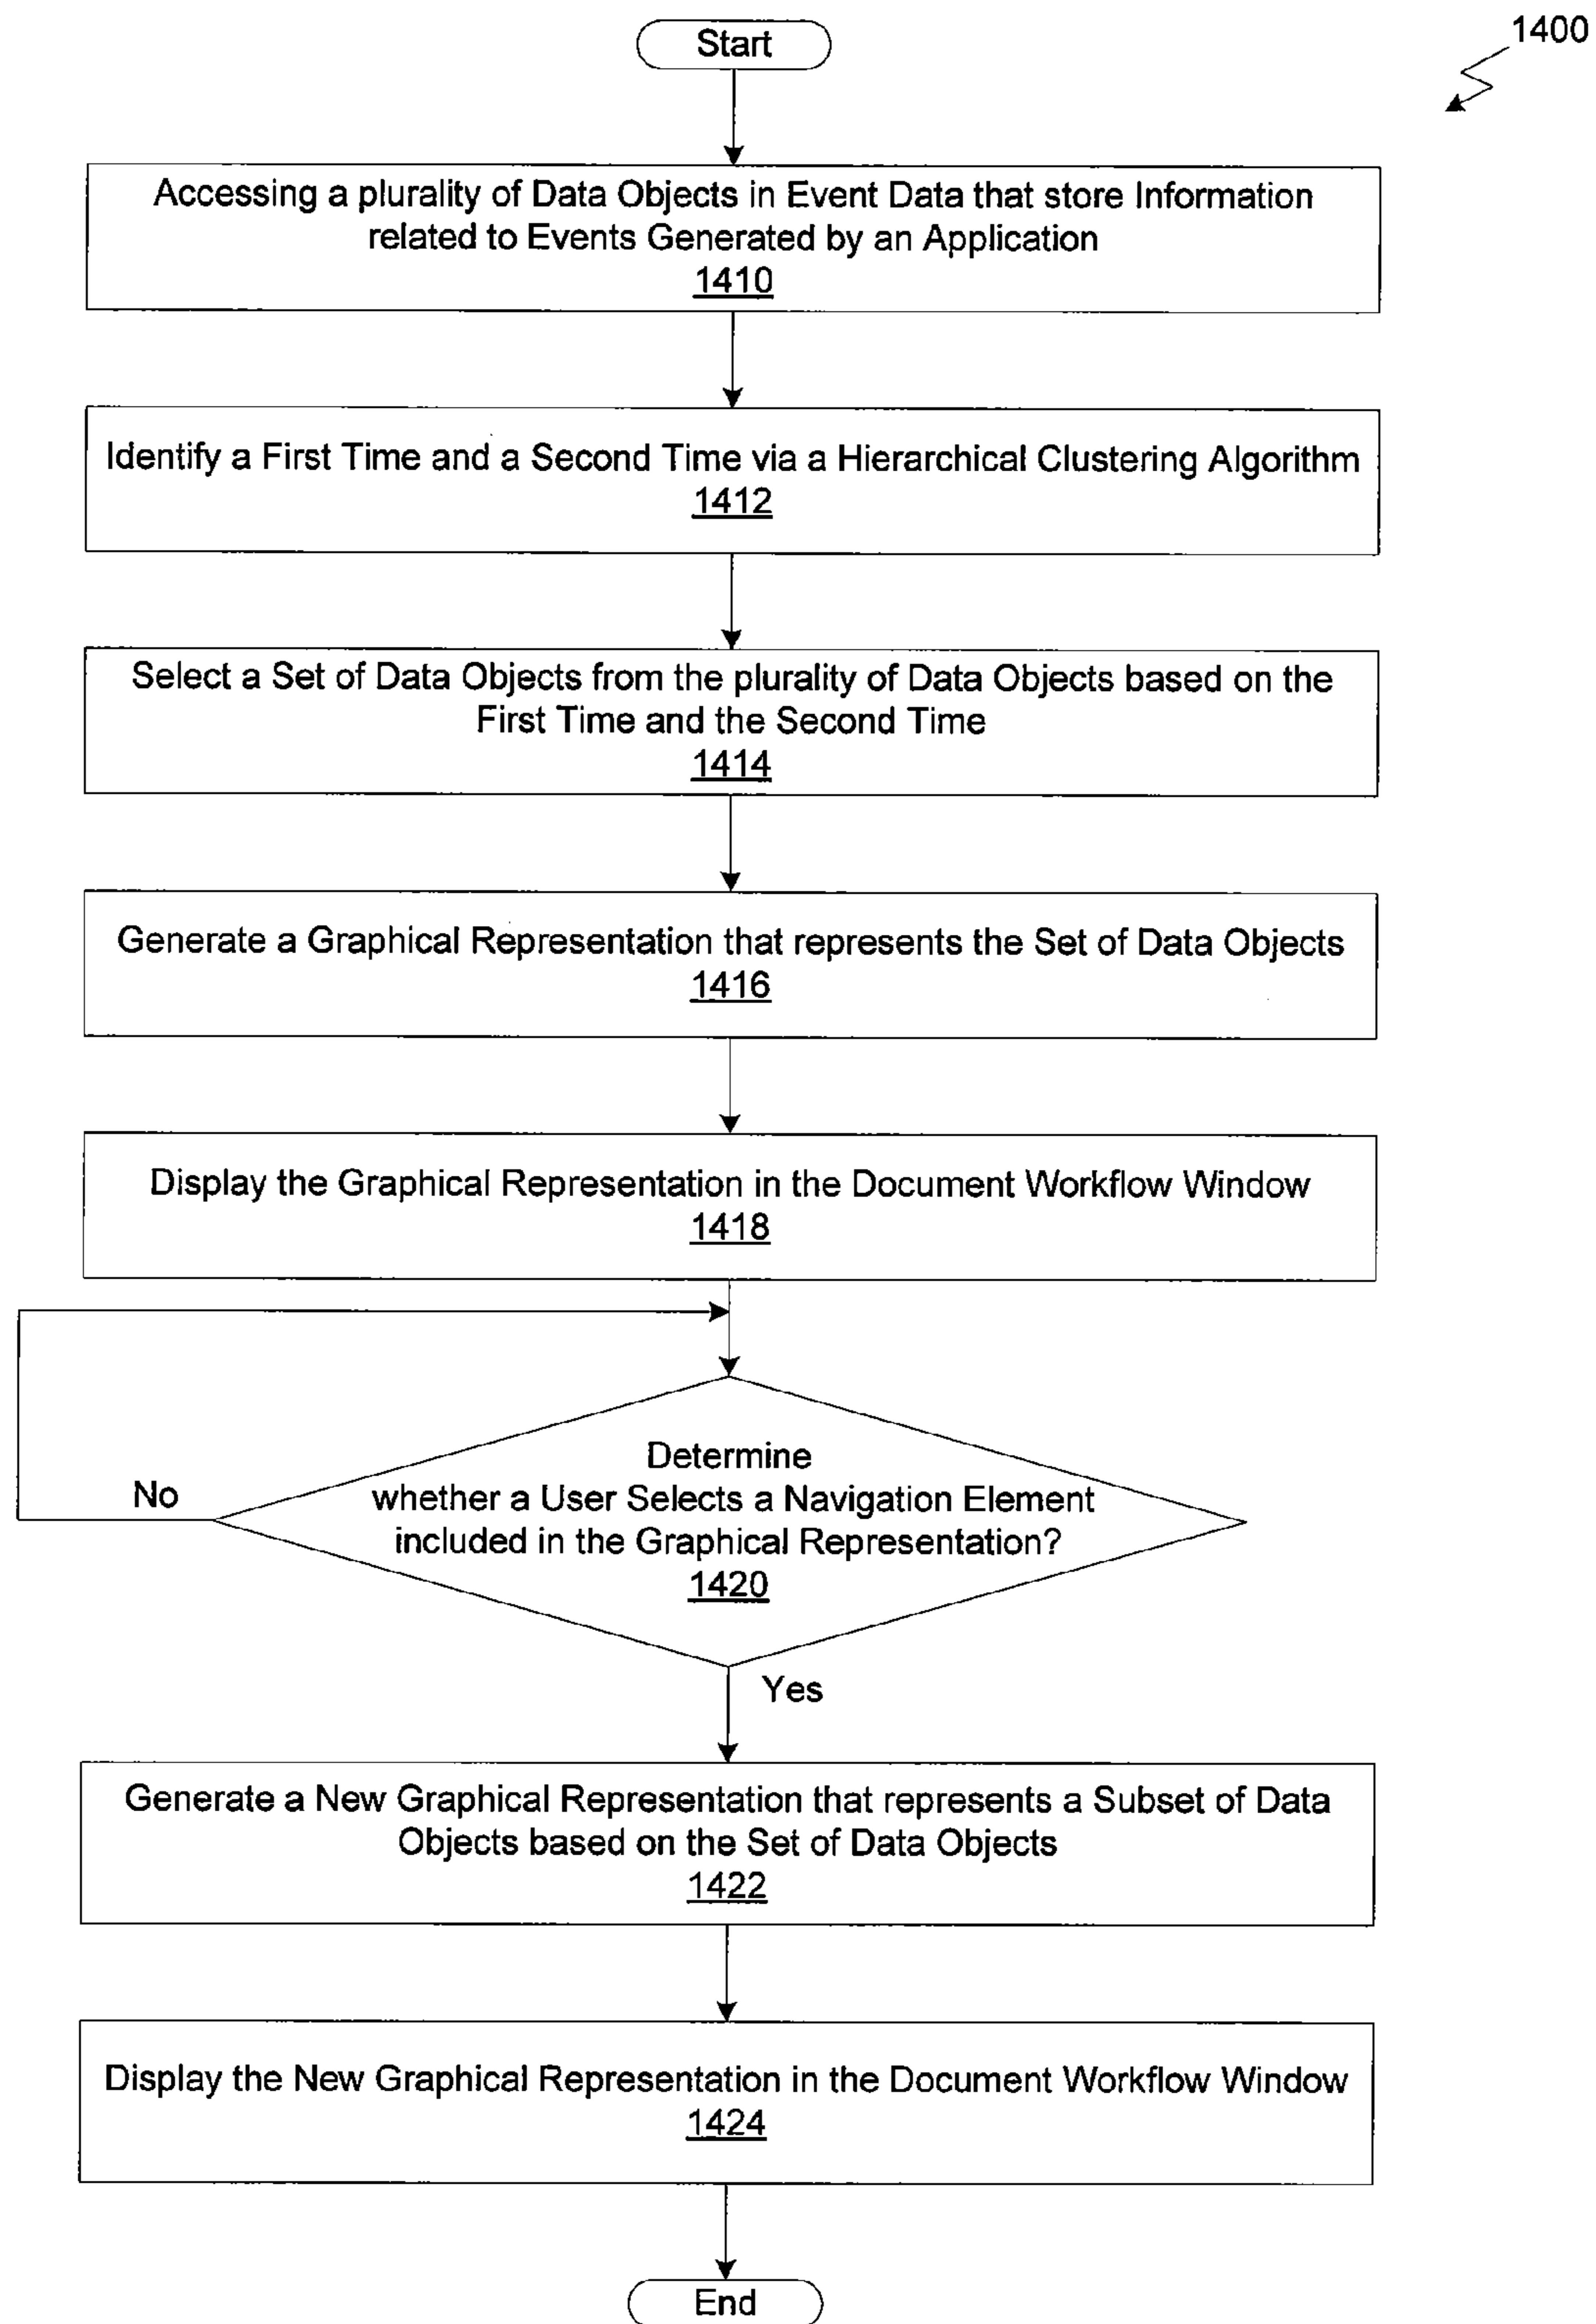 Start
1400
Accessing a plurality of Data Objects in Event Data that store Information
related to Events Generated by an Application
1410
Identify a First Time and a Second Time via a Hierarchical Clustering Algorithm
1412
Select a Set of Data Objects from the plurality of Data Objects based on the
First Time and the Second Time
1414
Generate a Graphical Representation that represents the Set of Data Objects
1416
Display the Graphical Representation in the Document Workflow Window
1418
Determine
whether a User Selects a Navigation Element
included in the Graphical Representation?
1420
No
Yes
Generate a New Graphical Representation that represents a Subset of Data
Objects based on the Set of Data Objects
1422
Display the New Graphical Representation in the Document Workflow Window
1424
End